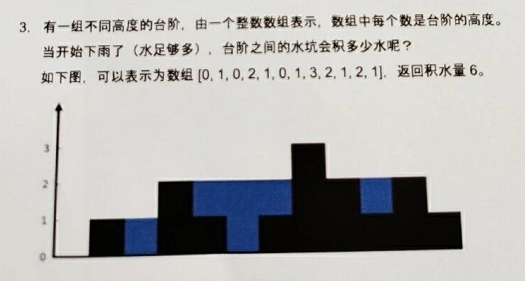 3. 有一组不同高度的台阶，由一个整数数组表示，数组中每个数是台阶的高度。
当开始下雨了（水足够多），台阶之间的水坑会积多少水呢？
如下图，可以表示为数组 [0, 1, 0, 2, 1, 0, 1, 3, 2, 1, 2, 1]，返回积水量 6。
3
2
1
0